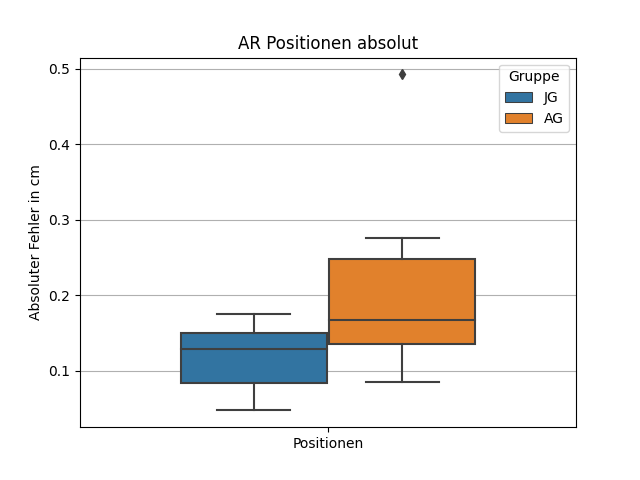 AR Positionen absolut
Gruppe
JG
AG
0.5
0.4
0.3
0.2
0.1
Absoluter Fehler in cm
Positionen